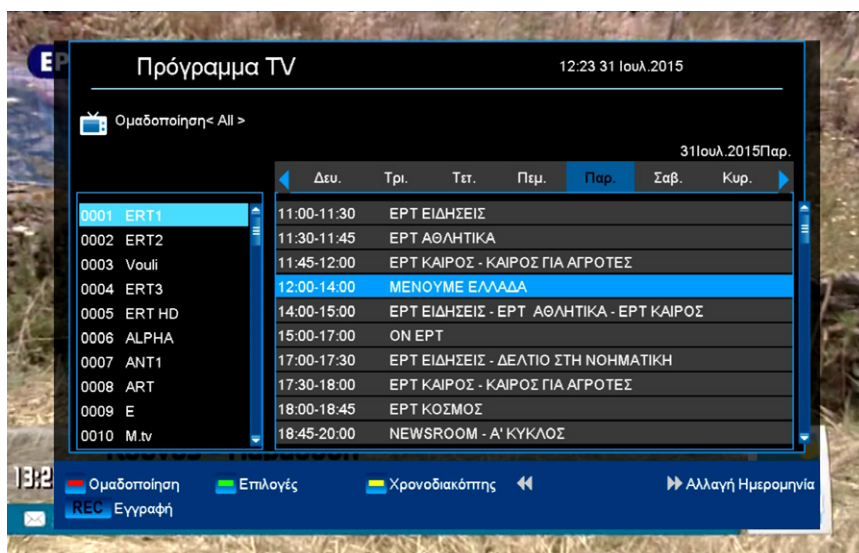 Πρόγραμμα TV 12:23 31 Ιουλ.2015
Ομαδοποίηση< All >
31Ιουλ.2015Παρ.
Δευ. Τρι. Τετ. Πεμ. Παρ. Σαβ. Κυρ.
0001 ERT1
0002 ERT2
0003 Vouli
0004 ERT3
0005 ERT HD
0006 ALPHA
0007 ANT1
0008 ART
0009 E
0010 M.tv
11:00-11:30 ΕΡΤ ΕΙΔΗΣΕΙΣ
11:30-11:45 ΕΡΤ ΑΘΛΗΤΙΚΑ
11:45-12:00 ΕΡΤ ΚΑΙΡΟΣ - ΚΑΙΡΟΣ ΓΙΑ ΑΓΡΟΤΕΣ
12:00-14:00 ΜΕΝΟΥΜΕ ΕΛΛΑΔΑ
14:00-15:00 ΕΡΤ ΕΙΔΗΣΕΙΣ - ΕΡΤ ΑΘΛΗΤΙΚΑ - ΕΡΤ ΚΑΙΡΟΣ
15:00-17:00 ON ΕΡΤ
17:00-17:30 ΕΡΤ ΕΙΔΗΣΕΙΣ - ΔΕΛΤΙΟ ΣΤΗ ΝΟΗΜΑΤΙΚΗ
17:30-18:00 ΕΡΤ ΚΑΙΡΟΣ - ΚΑΙΡΟΣ ΓΙΑ ΑΓΡΟΤΕΣ
18:00-18:45 ΕΡΤ ΚΟΣΜΟΣ
18:45-20:00 NEWSROOM - Α' ΚΥΚΛΟΣ
Ομαδοποίηση Επιλογές Χρονοδιακόπτης Αλλαγή Ημερομηνία
REC Εγγραφή